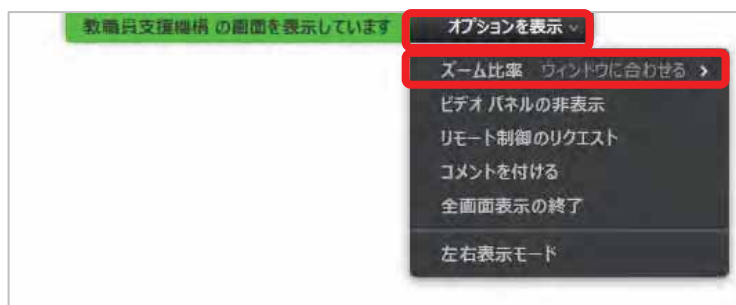 教職員支援機構 の画面を表示しています オプションを表示
ズーム比率 ウィンドウに合わせる
ビデオ パネルの非表示
リモート制御のリクエスト
コメントを付ける
全画面表示の終了
左右表示モード